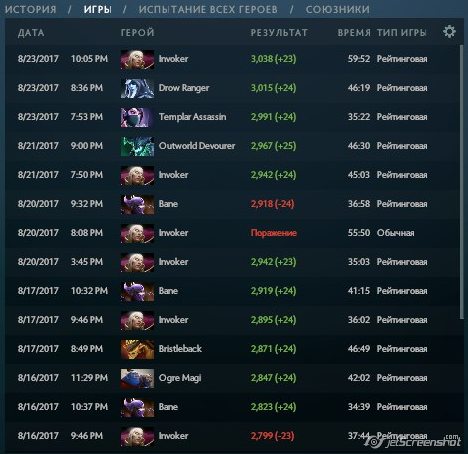 ИСТОРИЯ / ИГРЫ / ИСПЫТАНИЕ ВСЕХ ГЕРОЕВ / СОЮЗНИКИ
ДАТА ГЕРОЙ РЕЗУЛЬТАТ ВРЕМЯ ТИП ИГРЫ
8/23/2017 10:05 PM Invoker 3,038 (+23) 59:52 Рейтинговая
8/23/2017 8:36 PM Drow Ranger 3,015 (+24) 46:19 Рейтинговая
8/23/2017 7:53 PM Templar Assassin 2,991 (+24) 35:22 Рейтинговая
8/21/2017 9:00 PM Outworld Devourer 2,967 (+25) 46:30 Рейтинговая
8/21/2017 7:50 PM Invoker 2,942 (+24) 45:03 Рейтинговая
8/20/2017 9:32 PM Bane 2,918 (-24) 36:58 Рейтинговая
8/20/2017 8:08 PM Invoker Поражение 55:50 Обычная
8/20/2017 3:45 PM Invoker 2,942 (+23) 35:03 Рейтинговая
8/17/2017 10:32 PM Bane 2,919 (+24) 41:15 Рейтинговая
8/17/2017 9:46 PM Invoker 2,895 (+24) 36:02 Рейтинговая
8/17/2017 8:49 PM Bristleback 2,871 (+24) 46:49 Рейтинговая
8/16/2017 11:29 PM Ogre Magi 2,847 (+24) 42:02 Рейтинговая
8/16/2017 10:37 PM Bane 2,823 (+24) 34:39 Рейтинговая
8/16/2017 9:46 PM Invoker 2,799 (-23) 37:44 Рейтинговая
jetscreenshot .com